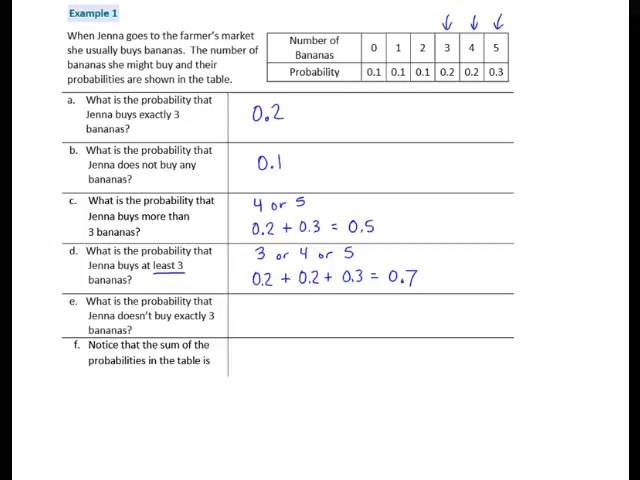 Example 1
When Jenna goes to the farmer's market
she usually buys bananas. The number of
bananas she might buy and their
probabilities are shown in the table.
Number of Bananas 0 1 2 3 4 5
Probability 0.1 0.1 0.1 0.2 0.2 0.3
a. What is the probability that
Jenna buys exactly 3
bananas?
0.2
b. What is the probability that
Jenna does not buy any
bananas?
0.1
c. What is the probability that
Jenna buys more than
3 bananas?
4 or 5
0.2 + 0.3 = 0.5
d. What is the probability that
Jenna buys at least 3
bananas?
3 or 4 or 5
0.2 + 0.2 + 0.3 = 0.7
e. What is the probability that
Jenna doesn't buy exactly 3
bananas?
f. Notice that the sum of the
probabilities in the table is